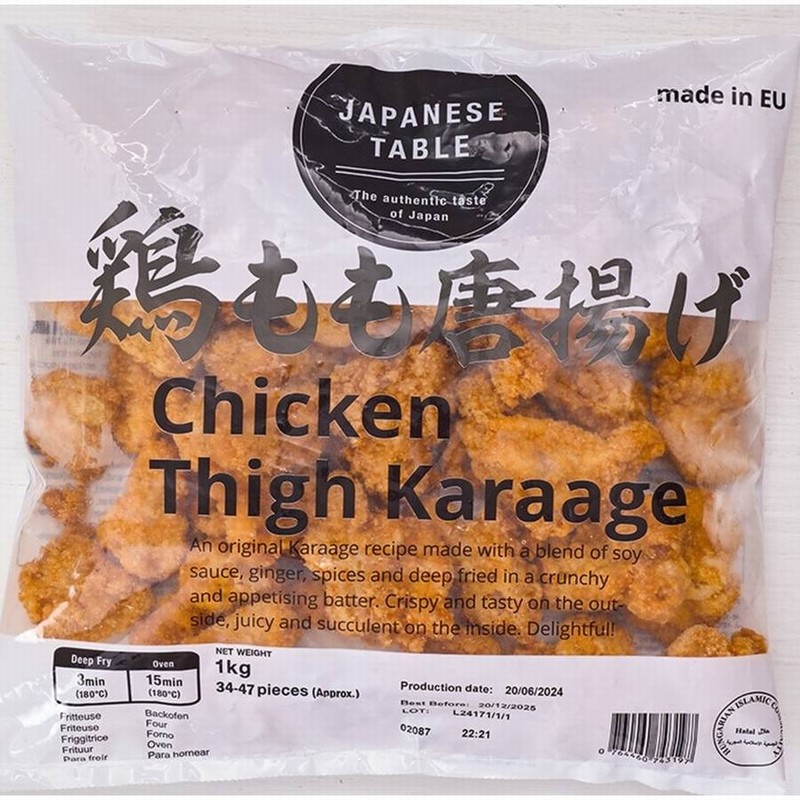 made in EU
JAPANESE
TABLE
The authentic taste
of Japan
鶏もも唐揚げ
Chicken
Thigh Karaage
An original Karaage recipe made with a blend of soy
sauce, ginger, spices and deep fried in a crunchy
and appetising batter. Crispy and tasty on the out-
side, juicy and succulent on the inside. Delightful!
Deep Fry Oven
3min 15min
(180°C) (180°C)
Fritteuse Backofen
Friteuse Four
Friggitrice Forno
Frituur Oven
Para freír Para hornear
NET WEIGHT
1kg
34-47 pieces (Approx.)
Production date: 20/06/2024
Best Before: 20/12/2025
LOT: L24171/1/1
02087 22:21
HUNGARIAN ISLAMIC
Halal حلال